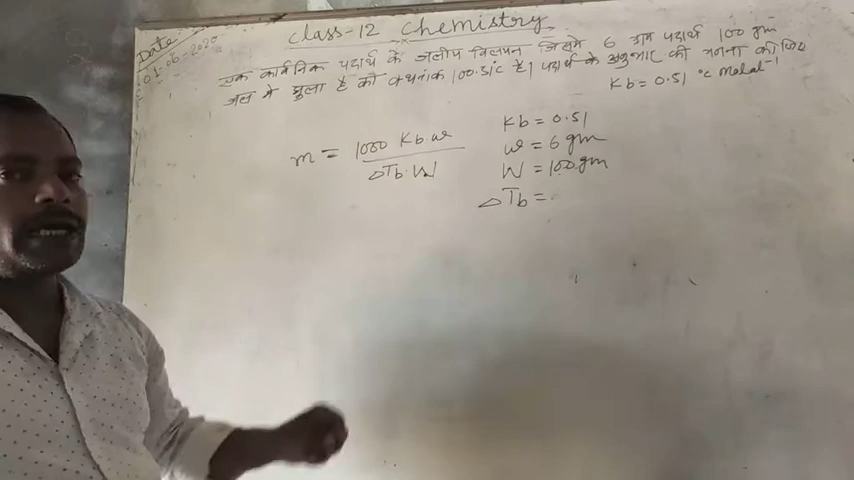 Date:-
01-06-2020
Class-12 Chemistry
एक कार्बनिक पदार्थ के जलीय विलयन जिसमे 6 ग्राम पदार्थ 100 gm
जल मे घुला है का क्वथनांक 100.51°C है। पदार्थ के अणुभार की गणना कीजिए
Kb = 0.51 °C Molal⁻¹
m = 1000 Kb.w / ΔTb.W
Kb = 0.51
w = 6 gm
W = 100 gm
ΔTb =